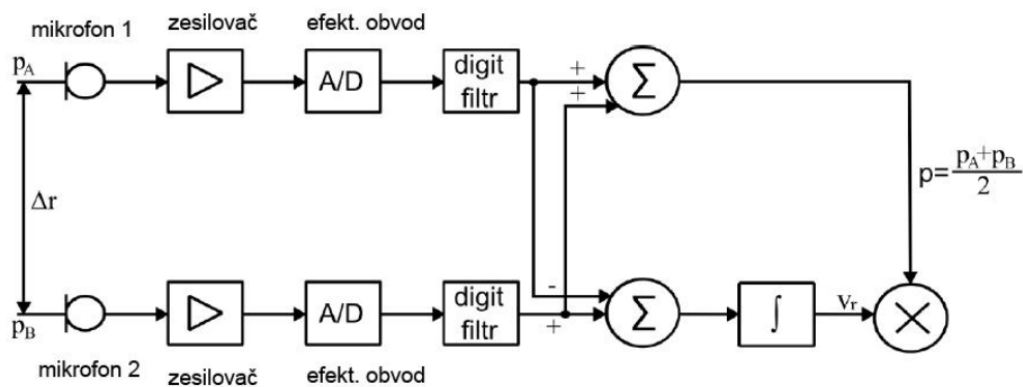 mikrofon 1
zesilovač
efekt. obvod
p_A
A/D
digit
filtr
+
+
Σ
Δr
p=(p_A+p_B)/2
p_B
A/D
digit
filtr
-
+
Σ
∫
v_r
mikrofon 2
zesilovač
efekt. obvod